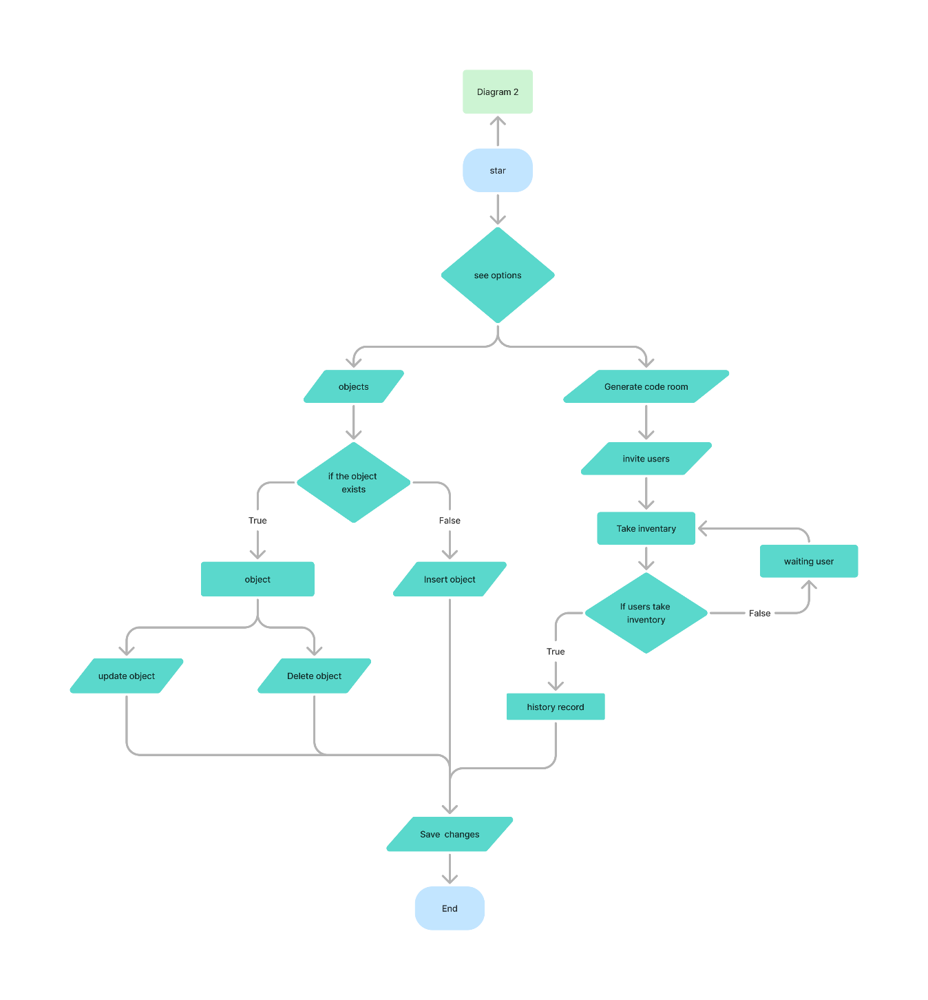 Diagram 2
star
see options
objects
Generate code room
if the object
exists
invite users
True
False
Take inventary
waiting user
object
Insert object
If users take
inventory
False
True
update object
Delete object
history record
Save  changes
End